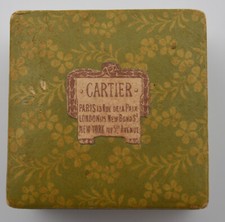 CARTIER
PARIS 13 RUE DE LA PAIX
LONDON 175 NEW BOND ST
NEW YORK 5TH AVENUE